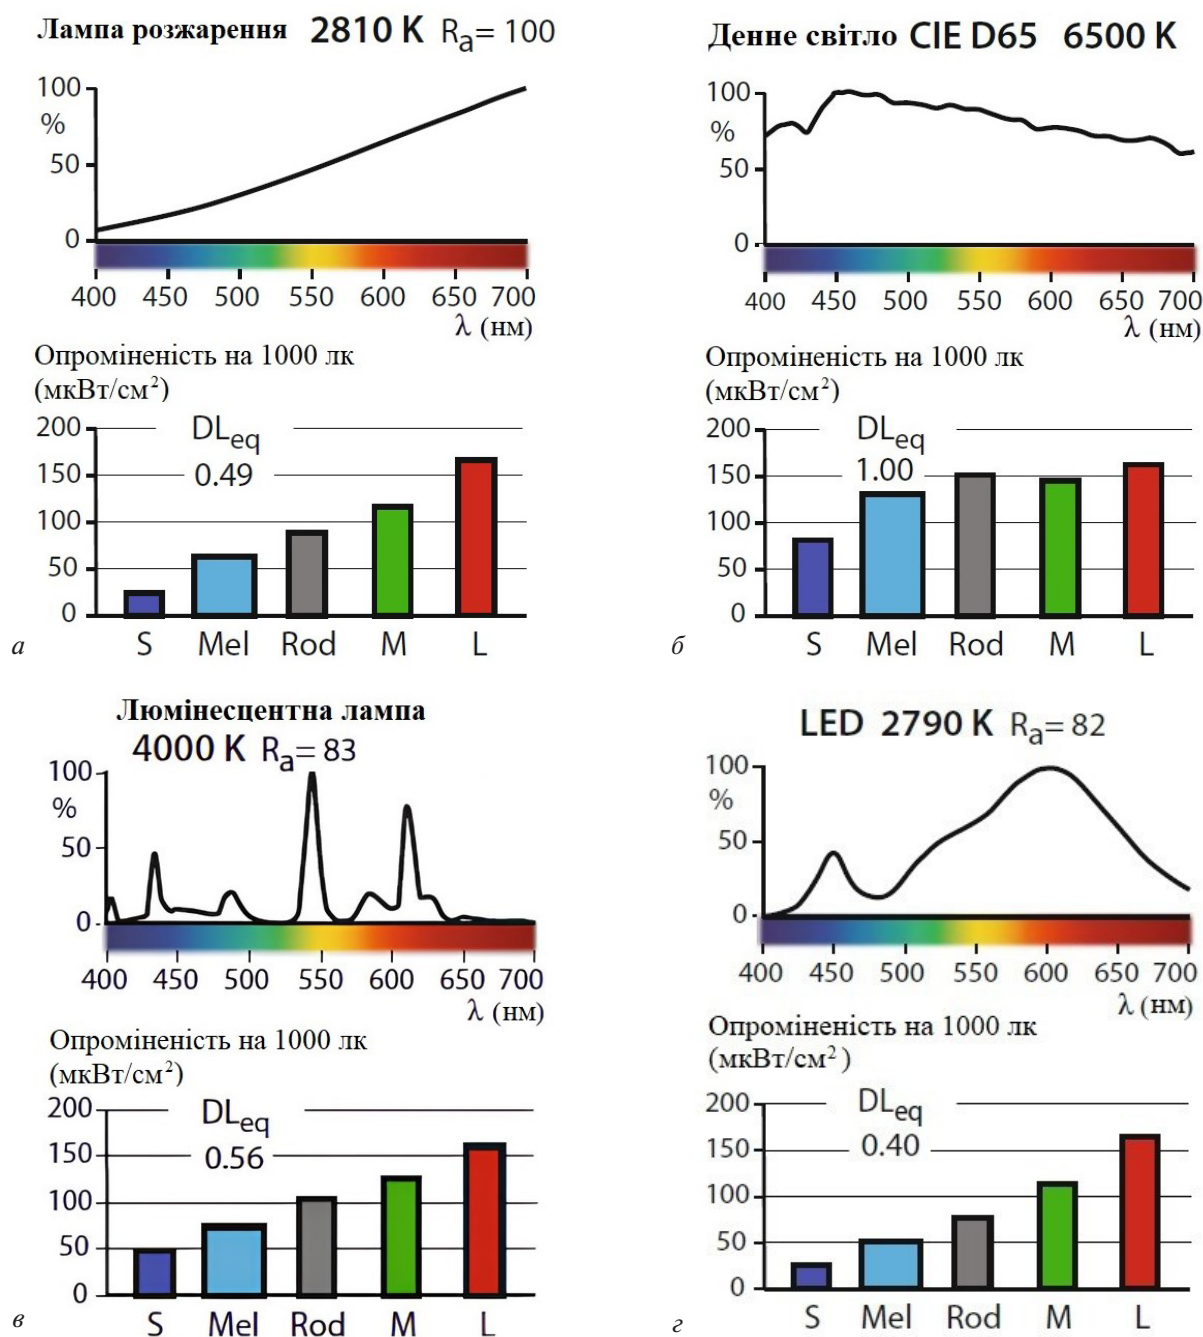 Лампа розжарення 2810 K Ra= 100
100
%
50
0
400 450 500 550 600 650 700
λ (нм)
Опроміненість на 1000 лк
(мкВт/см²)
200
150
100
50
0
DLeq
0.49
S Mel Rod M L
а
Денне світло CIE D65 6500 K
100
%
50
0
400 450 500 550 600 650 700
λ (нм)
Опроміненість на 1000 лк
(мкВт/см²)
200
150
100
50
0
DLeq
1.00
S Mel Rod M L
б
Люмінесцентна лампа
4000 K Ra= 83
100
%
50
0
400 450 500 550 600 650 700
λ (нм)
Опроміненість на 1000 лк
(мкВт/см²)
200
150
100
50
0
DLeq
0.56
S Mel Rod M L
в
LED 2790 K Ra= 82
100
%
50
0
400 450 500 550 600 650 700
λ (нм)
Опроміненість на 1000 лк
(мкВт/см²)
200
150
100
50
0
DLeq
0.40
S Mel Rod M L
г